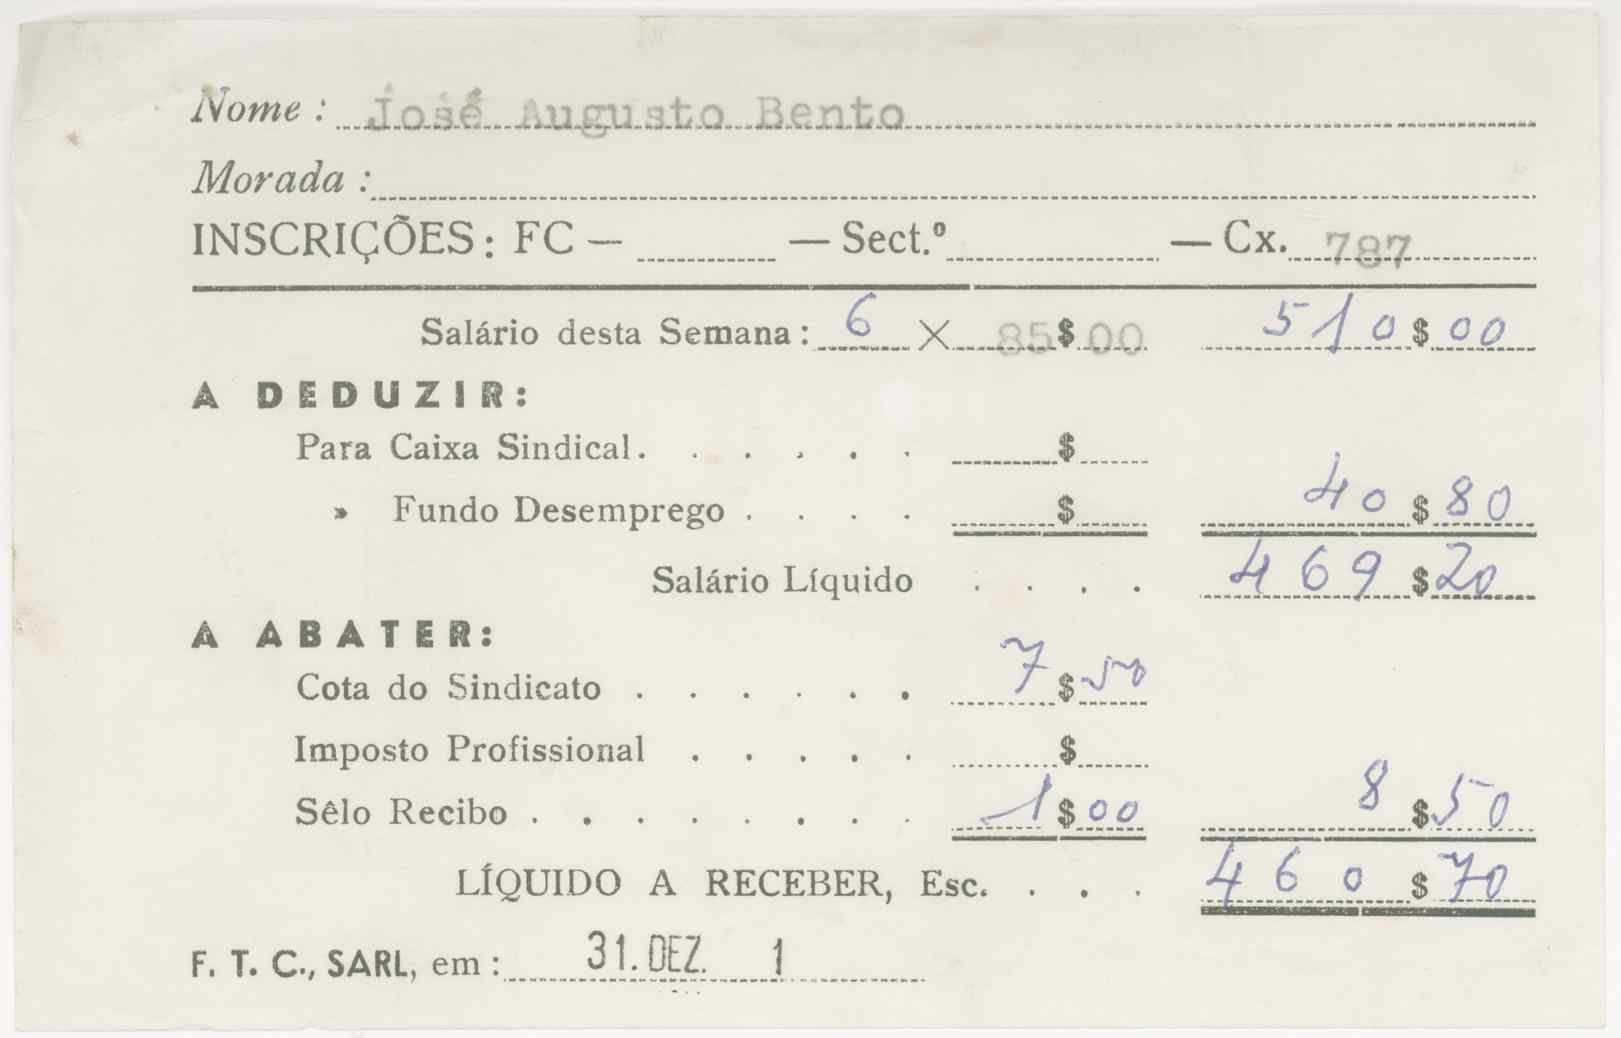 Nome : José Augusto Bento
Morada :
INSCRIÇÕES: FC — — Sect.º — Cx. 787
Salário desta Semana: 6 × 85$00 510$00
A DEDUZIR:
Para Caixa Sindical. . . . . . $
» Fundo Desemprego . . . . $ 40$80
Salário Líquido . . . . 469$20
A ABATER:
Cota do Sindicato . . . . . . 7$50
Imposto Profissional . . . . . $
Sêlo Recibo . . . . . . . . 1$00 8$50
LÍQUIDO A RECEBER, Esc. . . . 460$70
F. T. C., SARL, em : 31. DEZ. 1